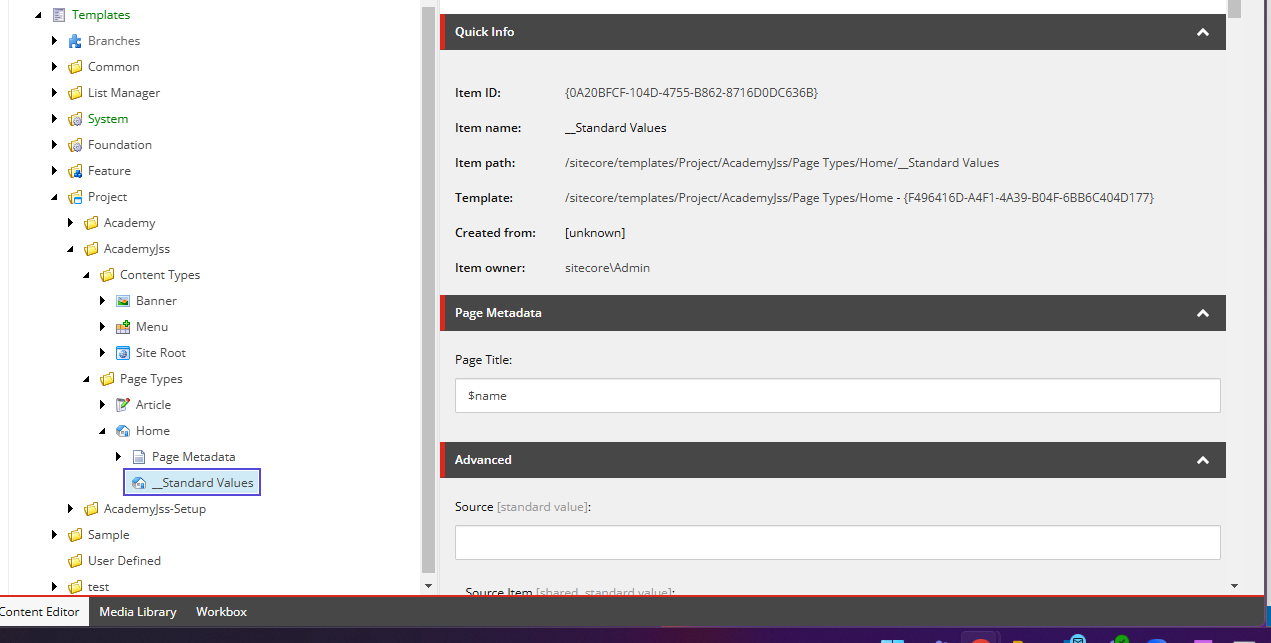 Templates
Branches
Common
List Manager
System
Foundation
Feature
Project
Academy
AcademyJss
Content Types
Banner
Menu
Site Root
Page Types
Article
Home
Page Metadata
__Standard Values
AcademyJss-Setup
Sample
User Defined
test
Quick Info
Item ID: {0A20BFCF-104D-4755-B862-8716D0DC636B}
Item name: __Standard Values
Item path: /sitecore/templates/Project/AcademyJss/Page Types/Home/__Standard Values
Template: /sitecore/templates/Project/AcademyJss/Page Types/Home - {F496416D-A4F1-4A39-B04F-6BB6C404D177}
Created from: [unknown]
Item owner: sitecore\Admin
Page Metadata
Page Title:
$name
Advanced
Source [standard value]:
Source Item [shared, standard value]:
Content Editor Media Library Workbox